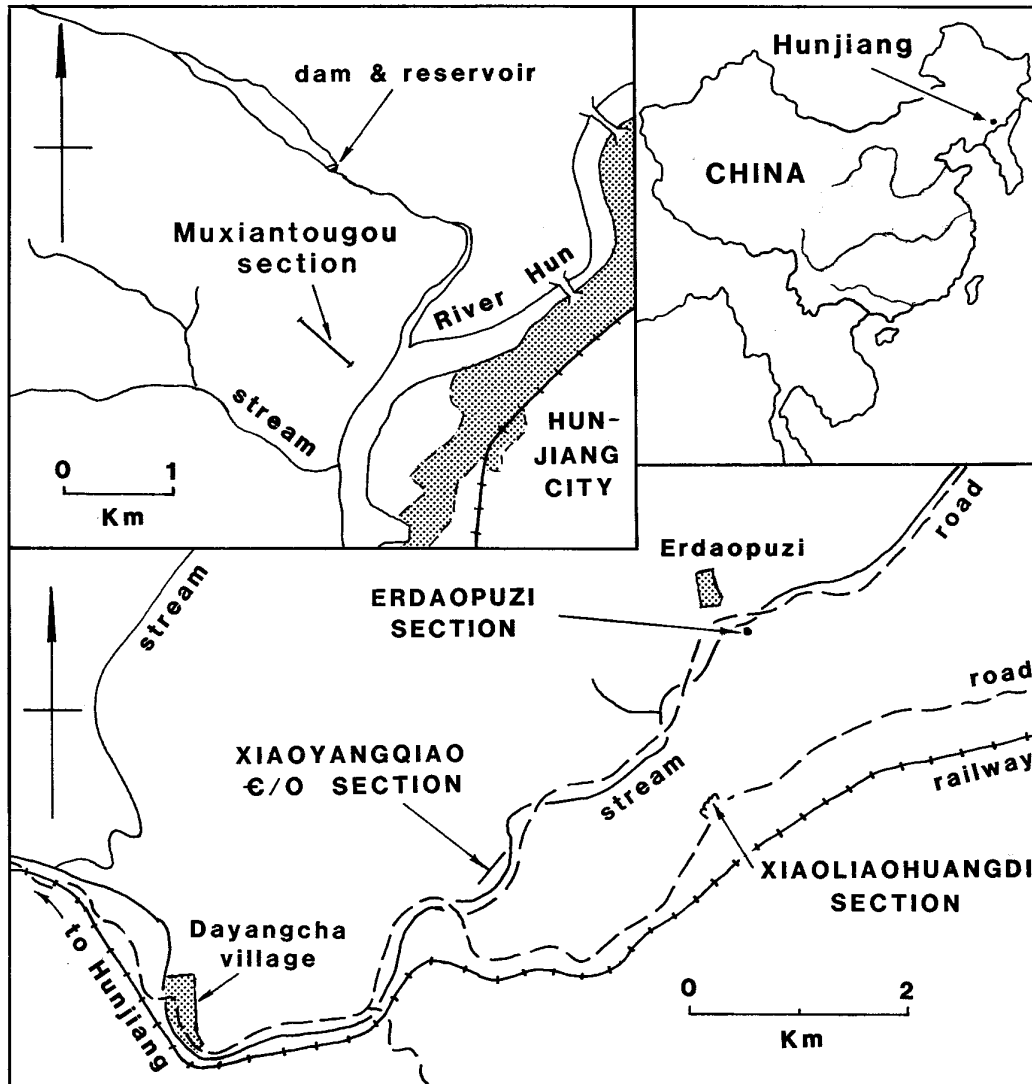 dam & reservoir
Muxiantougou
section
River Hun
stream
HUN-
JIANG
CITY
0 1
Km
Hunjiang
CHINA
stream
Erdaopuzi
road
ERDAOPUZI
SECTION
road
railway
XIAOYANGQIAO
-Є/O SECTION
stream
XIAOLIAOHUANGDI
SECTION
Dayangcha
village
to Hunjiang
0 2
Km